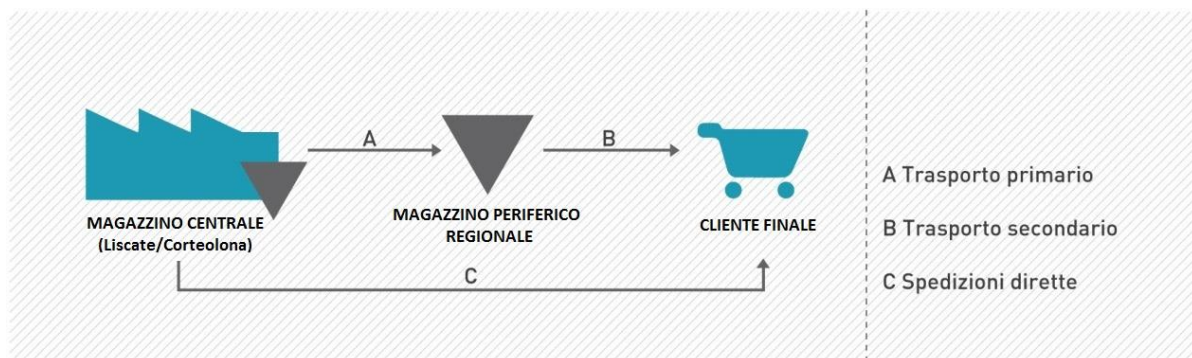 A
B
MAGAZZINO CENTRALE
(Liscate/Corteolona)
MAGAZZINO PERIFERICO
REGIONALE
CLIENTE FINALE
C
A Trasporto primario
B Trasporto secondario
C Spedizioni dirette